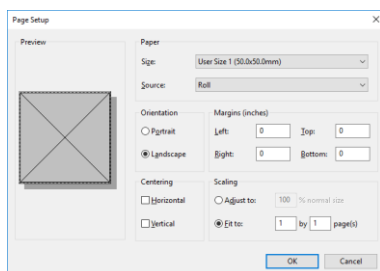 Page Setup
Preview
Paper
Size: User Size 1 (50.0x50.0mm)
Source: Roll
Orientation
Portrait
Landscape
Margins (inches)
Left: 0 Top: 0
Right: 0 Bottom: 0
Centering
Horizontal
Vertical
Scaling
Adjust to: 100 % normal size
Fit to: 1 by 1 page(s)
OK Cancel